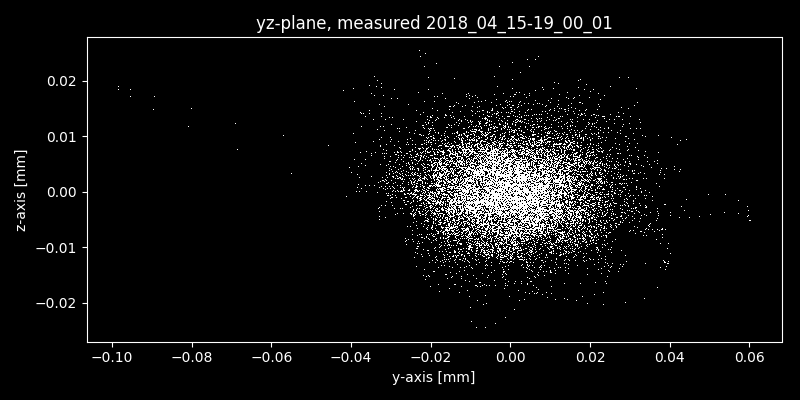 yz-plane, measured 2018_04_15-19_00_01
0.02
0.01
0.00
−0.01
−0.02
z-axis [mm]
−0.10 −0.08 −0.06 −0.04 −0.02 0.00 0.02 0.04 0.06
y-axis [mm]